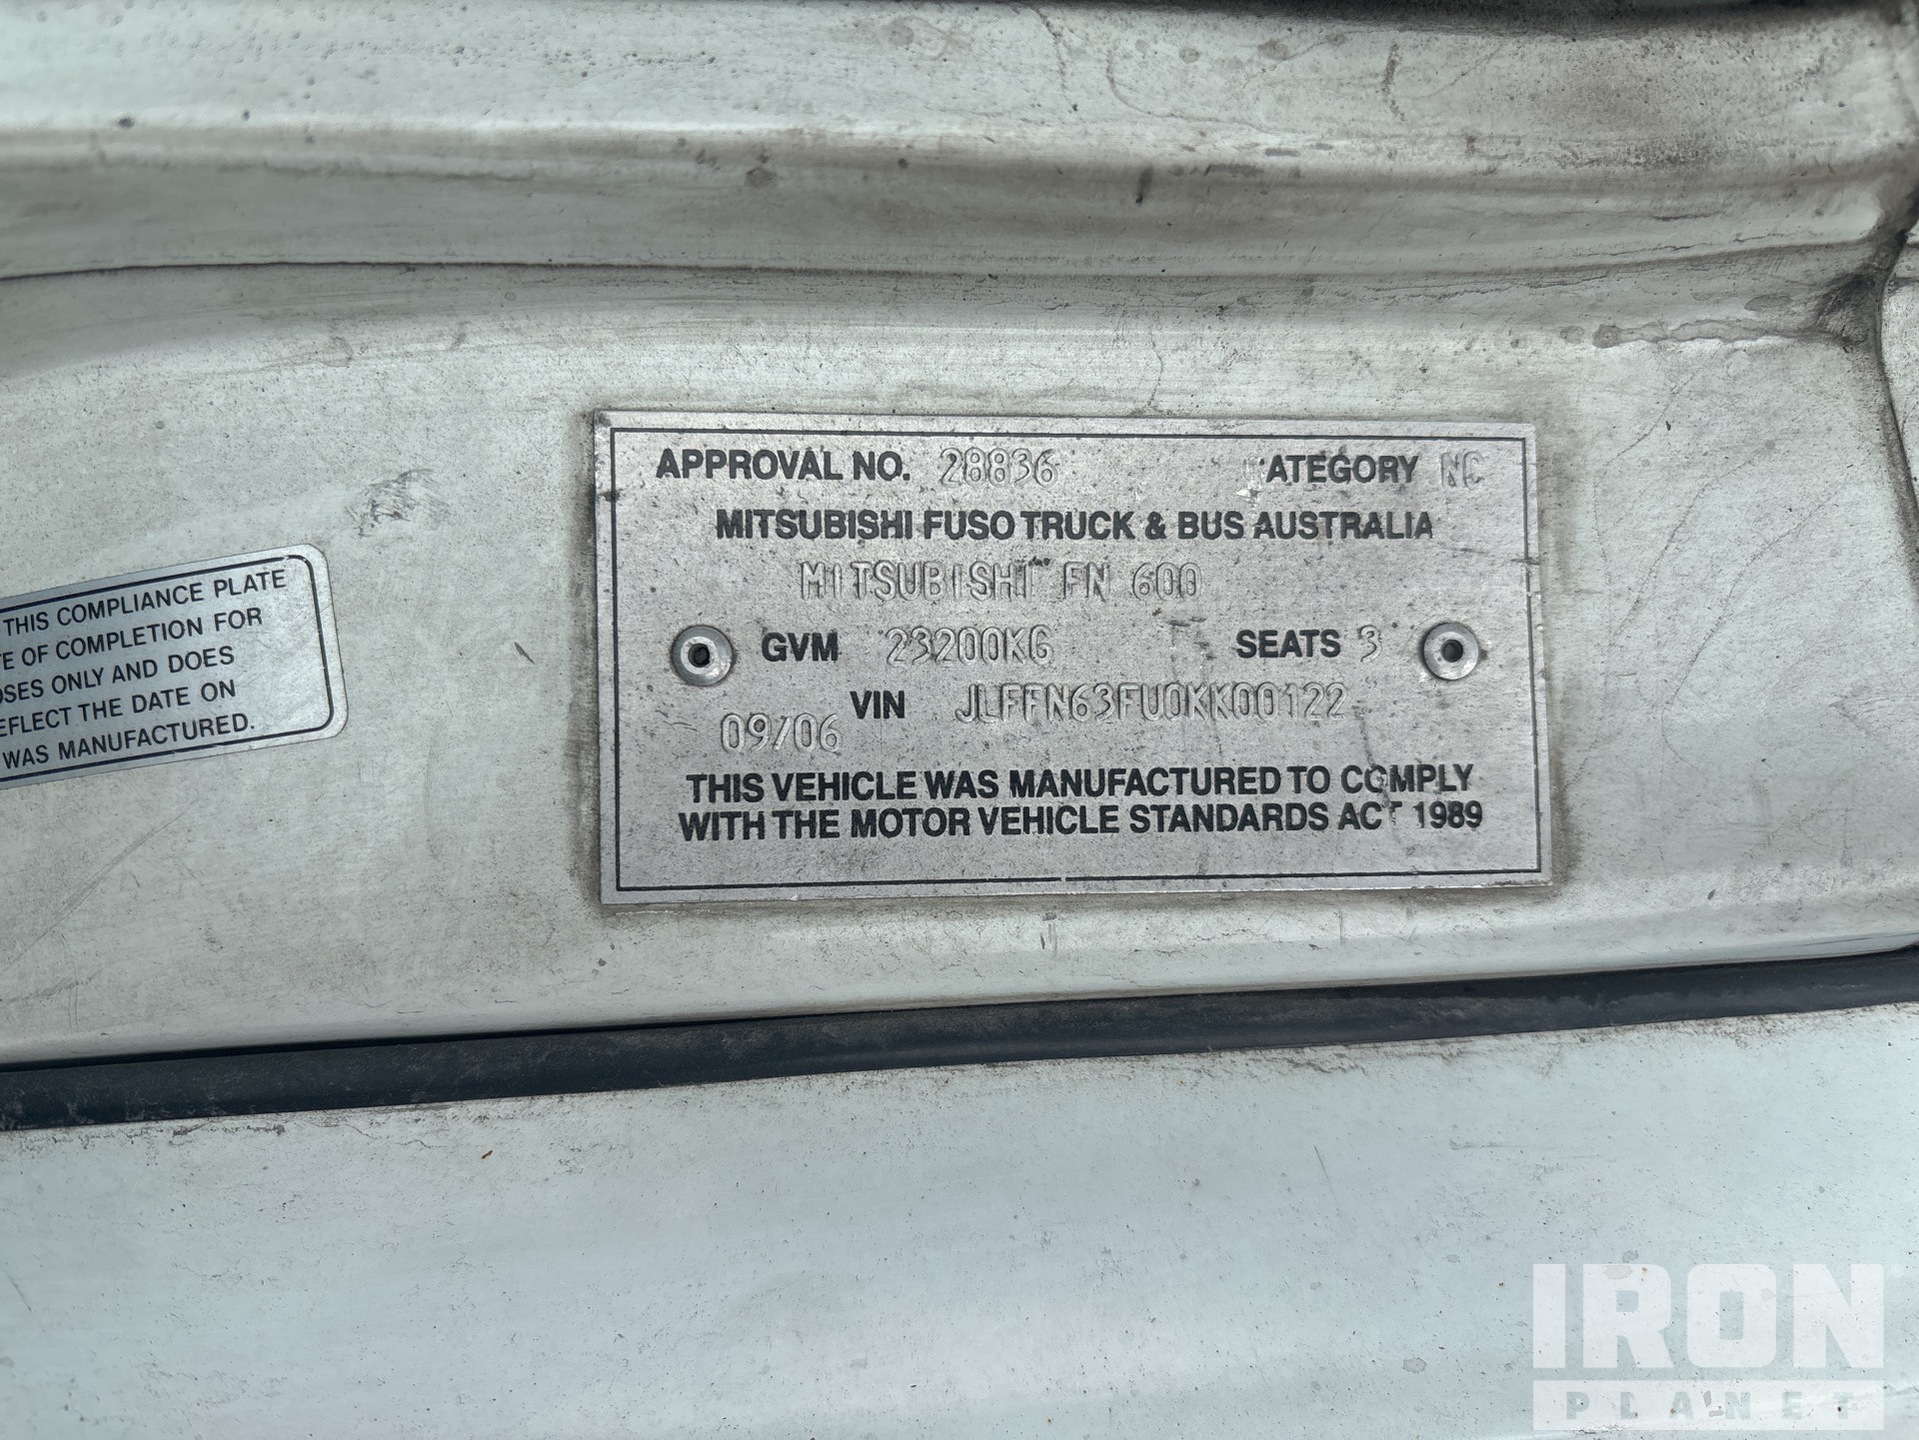 THIS COMPLIANCE PLATE
E OF COMPLETION FOR
OSES ONLY AND DOES
EFLECT THE DATE ON
WAS MANUFACTURED.
APPROVAL NO. 28836 ATEGORY NC
MITSUBISHI FUSO TRUCK & BUS AUSTRALIA
MITSUBISHI FN 600
GVM 23200KG SEATS 3
VIN JLFFN63FU0KK00122
09/06
THIS VEHICLE WAS MANUFACTURED TO COMPLY
WITH THE MOTOR VEHICLE STANDARDS ACT 1989
IRON
PLANET